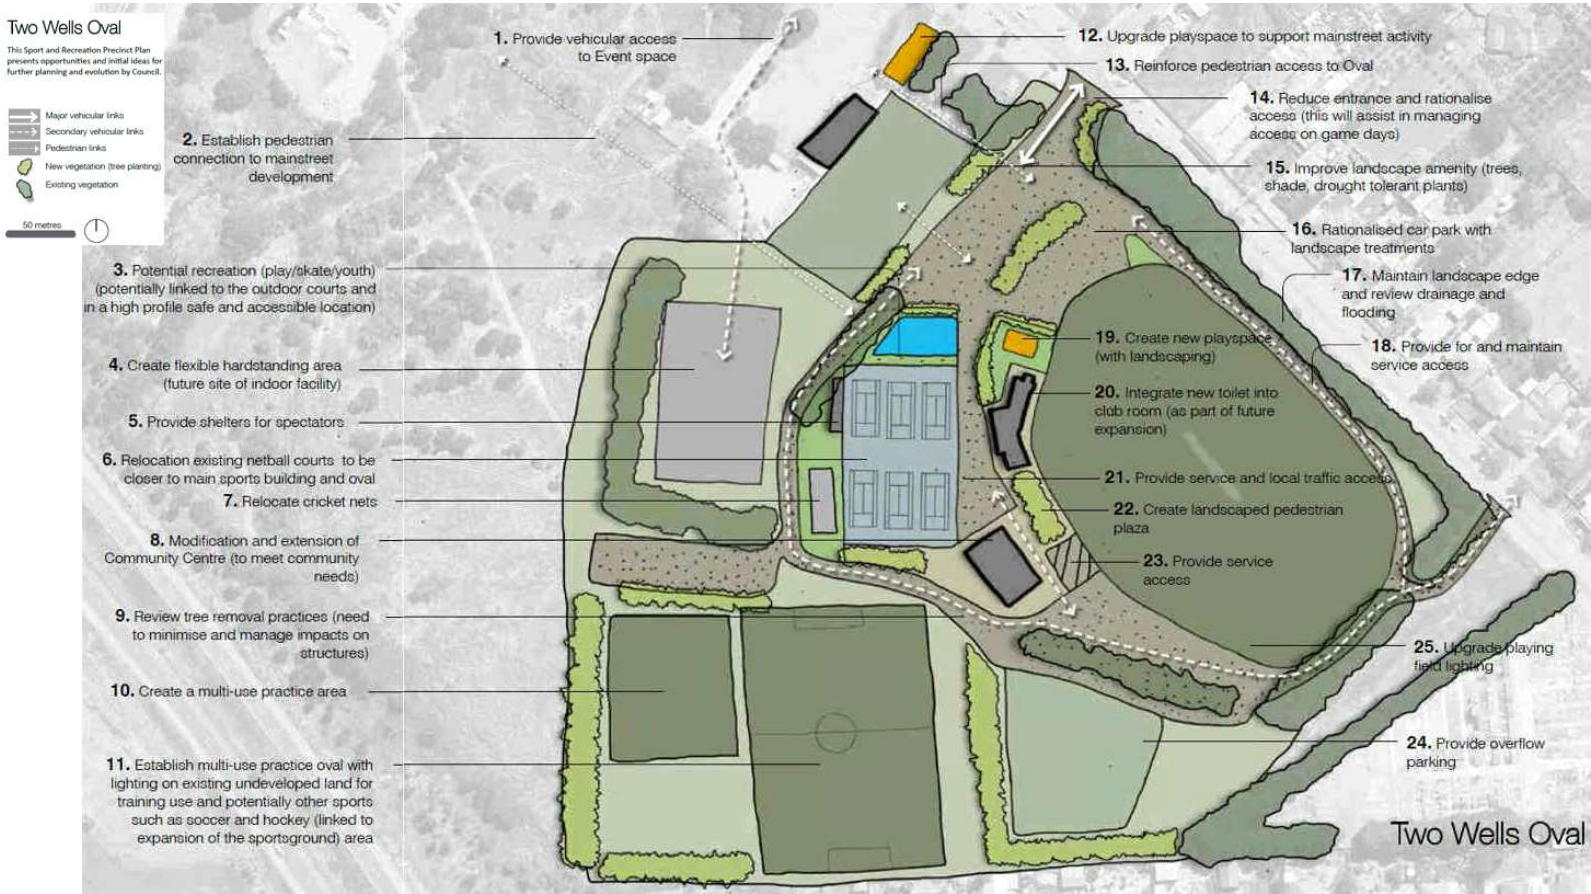 Two Wells Oval
This Sport and Recreation Precinct Plan
presents opportunities and initial ideas for
further planning and evolution by Council.
Major vehicular links
Secondary vehicular links
Pedestrian links
New vegetation (tree planting)
Existing vegetation
50 metres
1. Provide vehicular access
to Event space
2. Establish pedestrian
connection to mainstreet
development
3. Potential recreation (play/skate/youth)
(potentially linked to the outdoor courts and
in a high profile safe and accessible location)
4. Create flexible hardstanding area
(future site of indoor facility)
5. Provide shelters for spectators
6. Relocation existing netball courts to be
closer to main sports building and oval
7. Relocate cricket nets
8. Modification and extension of
Community Centre (to meet community
needs)
9. Review tree removal practices (need
to minimise and manage impacts on
structures)
10. Create a multi-use practice area
11. Establish multi-use practice oval with
lighting on existing undeveloped land for
training use and potentially other sports
such as soccer and hockey (linked to
expansion of the sportsground) area
12. Upgrade playspace to support mainstreet activity
13. Reinforce pedestrian access to Oval
14. Reduce entrance and rationalise
access (this will assist in managing
access on game days)
15. Improve landscape amenity (trees,
shade, drought tolerant plants)
16. Rationalised car park with
landscape treatments
17. Maintain landscape edge
and review drainage and
flooding
18. Provide for and maintain
service access
19. Create new playspace
(with landscaping)
20. Integrate new toilet into
club room (as part of future
expansion)
21. Provide service and local traffic access
22. Create landscaped pedestrian
plaza
23. Provide service
access
25. Upgrade playing
field lighting
24. Provide overflow
parking
Two Wells Oval